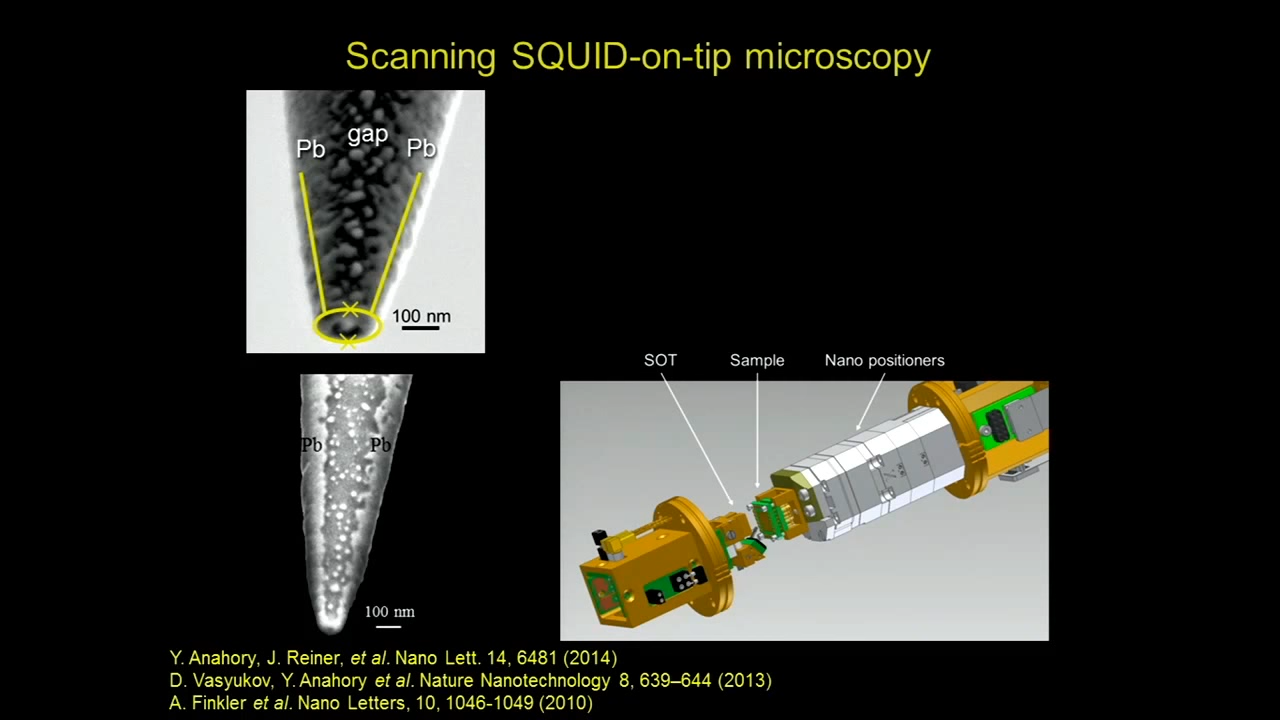 Scanning SQUID-on-tip microscopy
Pb
gap
Pb
100 nm
SOT
Sample
Nano positioners
Pb
Pb
100 nm
Y. Anahory, J. Reiner, et al. Nano Lett. 14, 6481 (2014)
D. Vasyukov, Y. Anahory et al. Nature Nanotechnology 8, 639–644 (2013)
A. Finkler et al. Nano Letters, 10, 1046-1049 (2010)